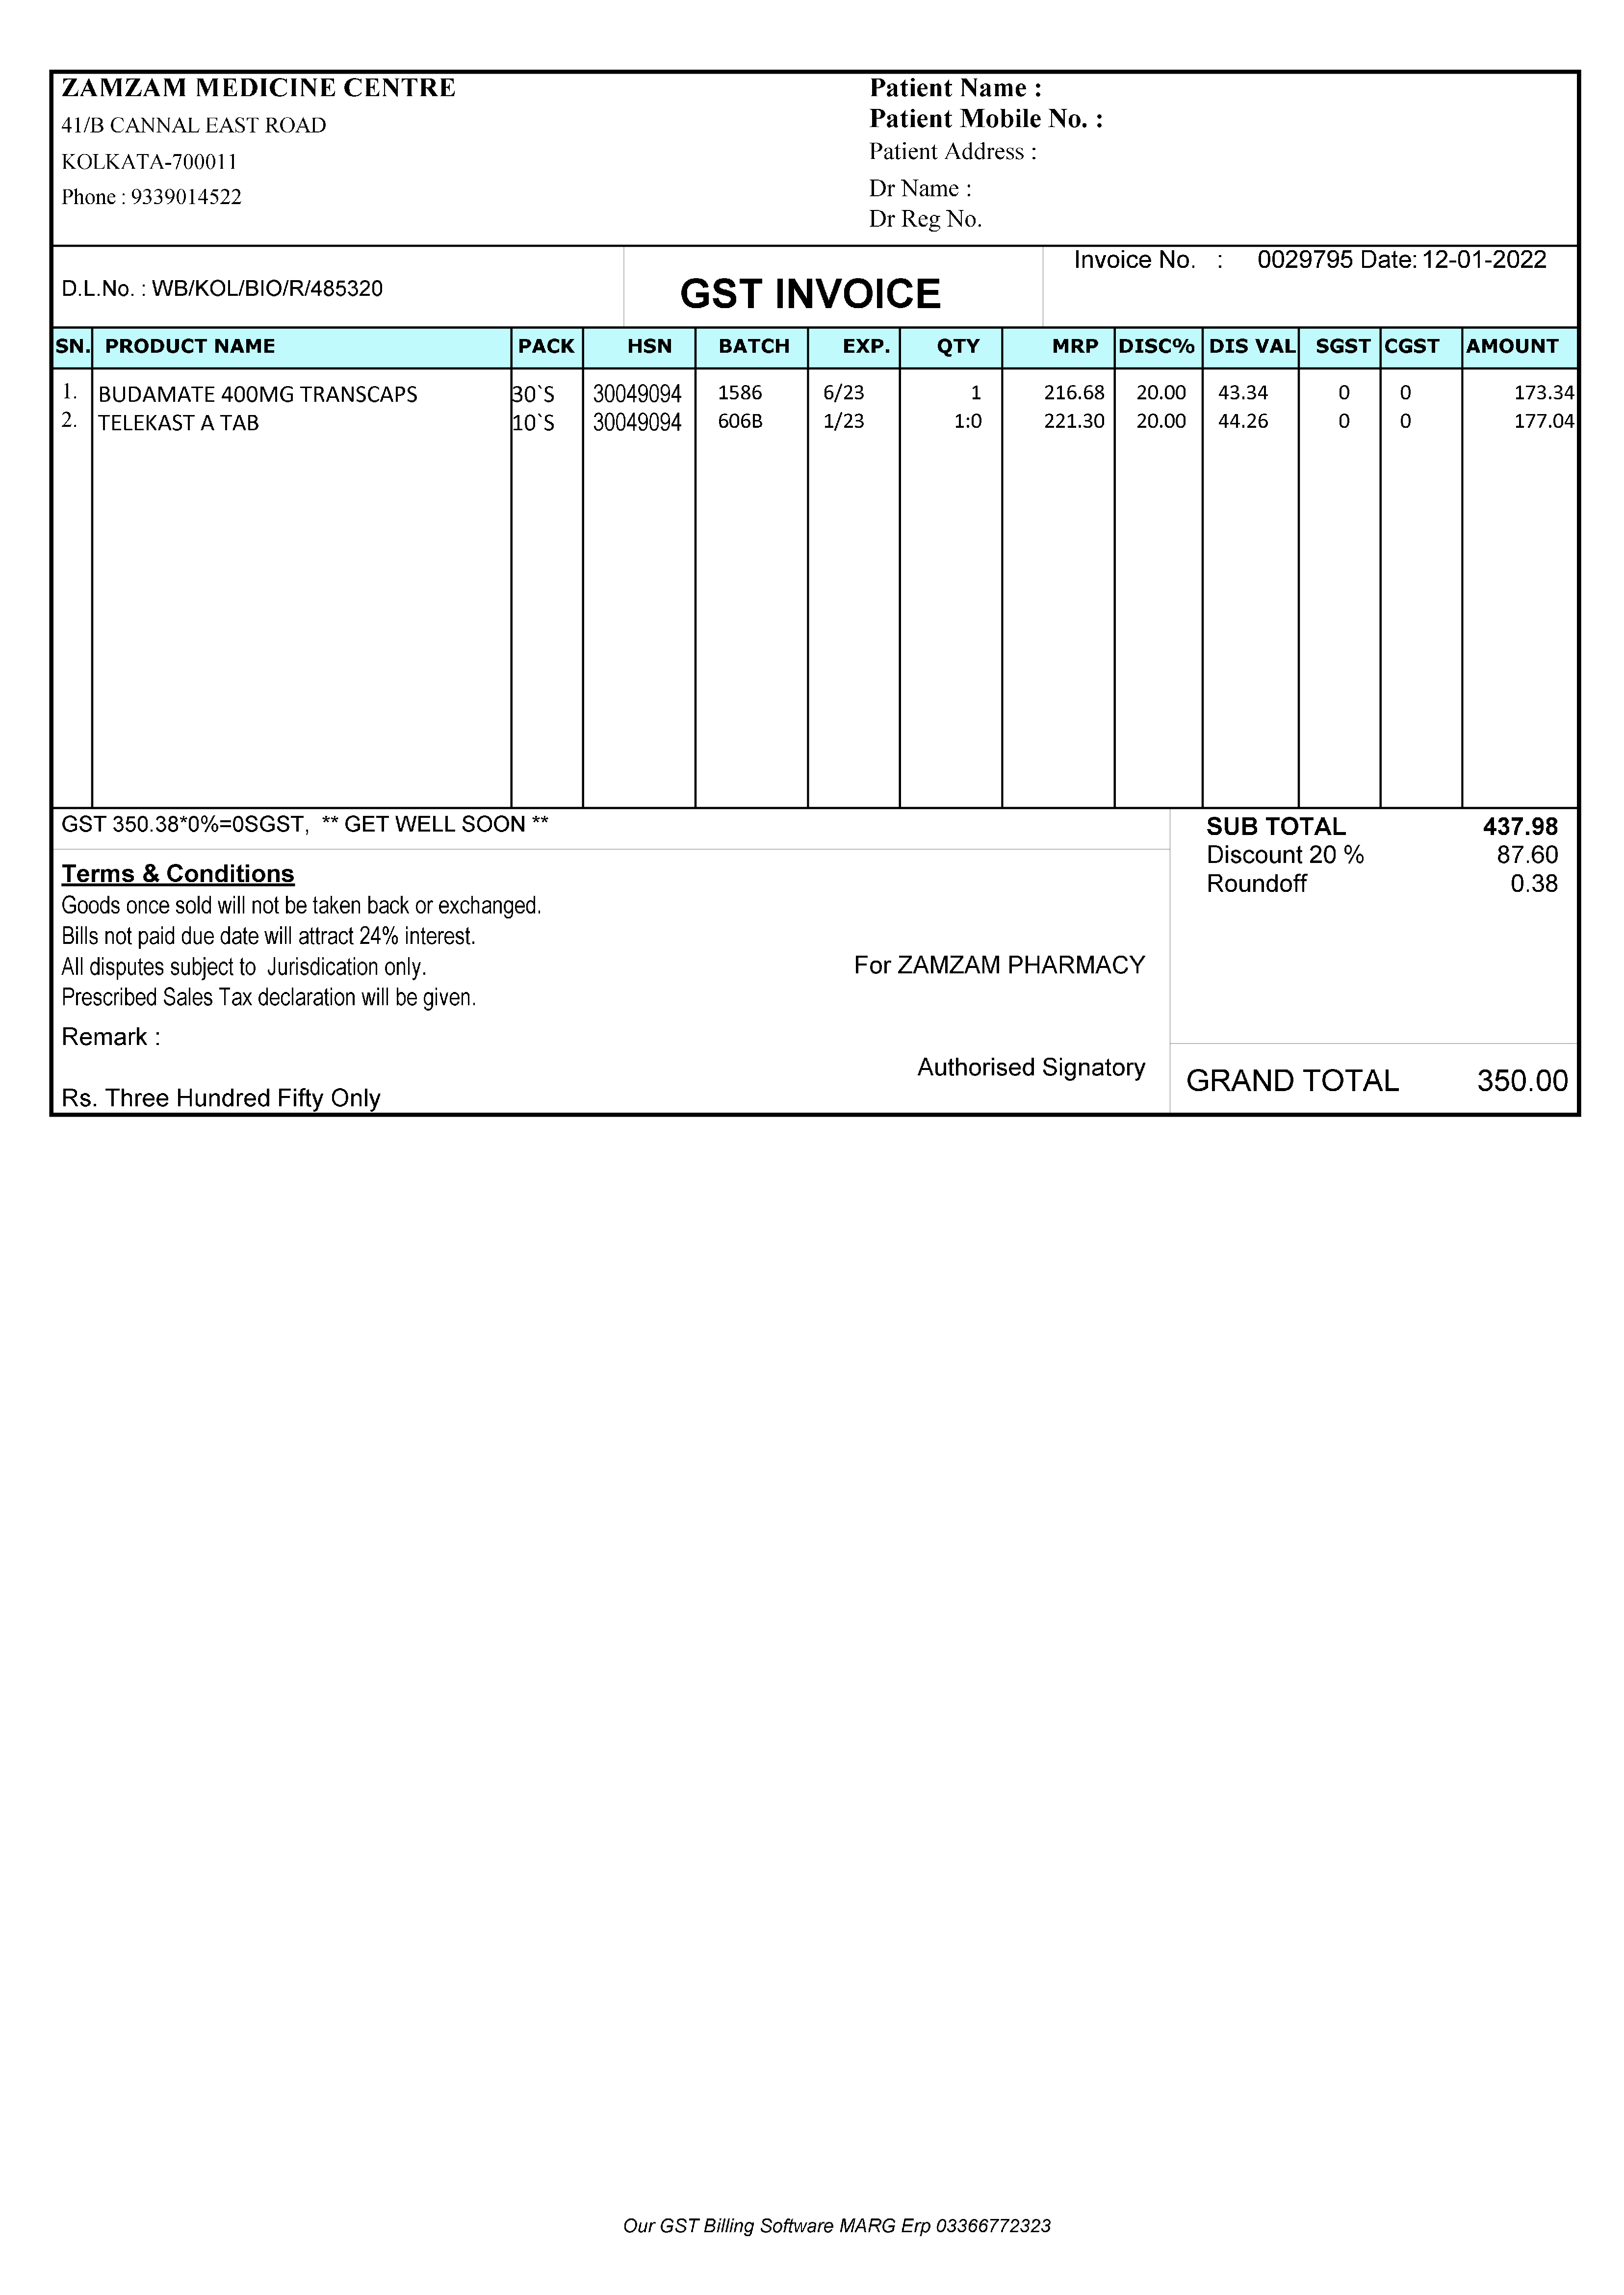 ZAMZAM MEDICINE CENTRE
41/B CANNAL EAST ROAD
KOLKATA-700011
Phone : 9339014522
Patient Name :
Patient Mobile No. :
Patient Address :
Dr Name :
Dr Reg No.
D.L.No. : WB/KOL/BIO/R/485320
GST INVOICE
Invoice No. : 0029795 Date: 12-01-2022
SN. PRODUCT NAME PACK HSN BATCH EXP. QTY MRP DISC% DIS VAL SGST CGST AMOUNT
1. BUDAMATE 400MG TRANSCAPS 30`S 30049094 1586 6/23 1 216.68 20.00 43.34 0 0 173.34
2. TELEKAST A TAB 10`S 30049094 606B 1/23 1:0 221.30 20.00 44.26 0 0 177.04
GST 350.38*0%=0SGST, ** GET WELL SOON **
Terms & Conditions
Goods once sold will not be taken back or exchanged.
Bills not paid due date will attract 24% interest.
All disputes subject to Jurisdication only.
Prescribed Sales Tax declaration will be given.
Remark :
Rs. Three Hundred Fifty Only
For ZAMZAM PHARMACY
Authorised Signatory
SUB TOTAL 437.98
Discount 20 % 87.60
Roundoff 0.38
GRAND TOTAL 350.00
Our GST Billing Software MARG Erp 03366772323